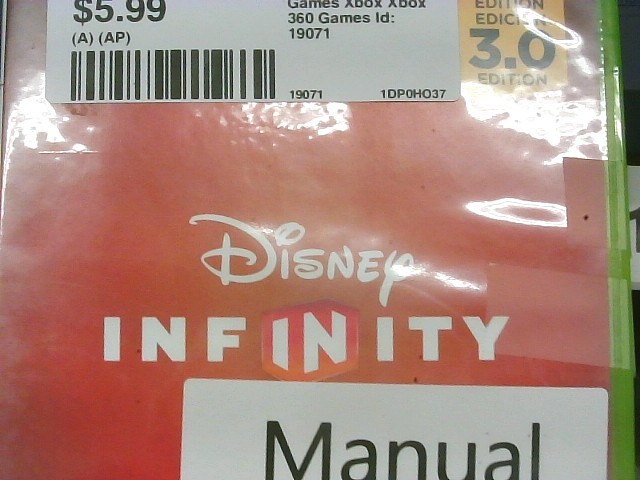 $5.99
(A) (AP)
Games Xbox Xbox
360 Games Id:
19071
19071
1DP0HO37
EDITION
EDICIÓN
3.0
EDITION
Disney
INFINITY
Manual